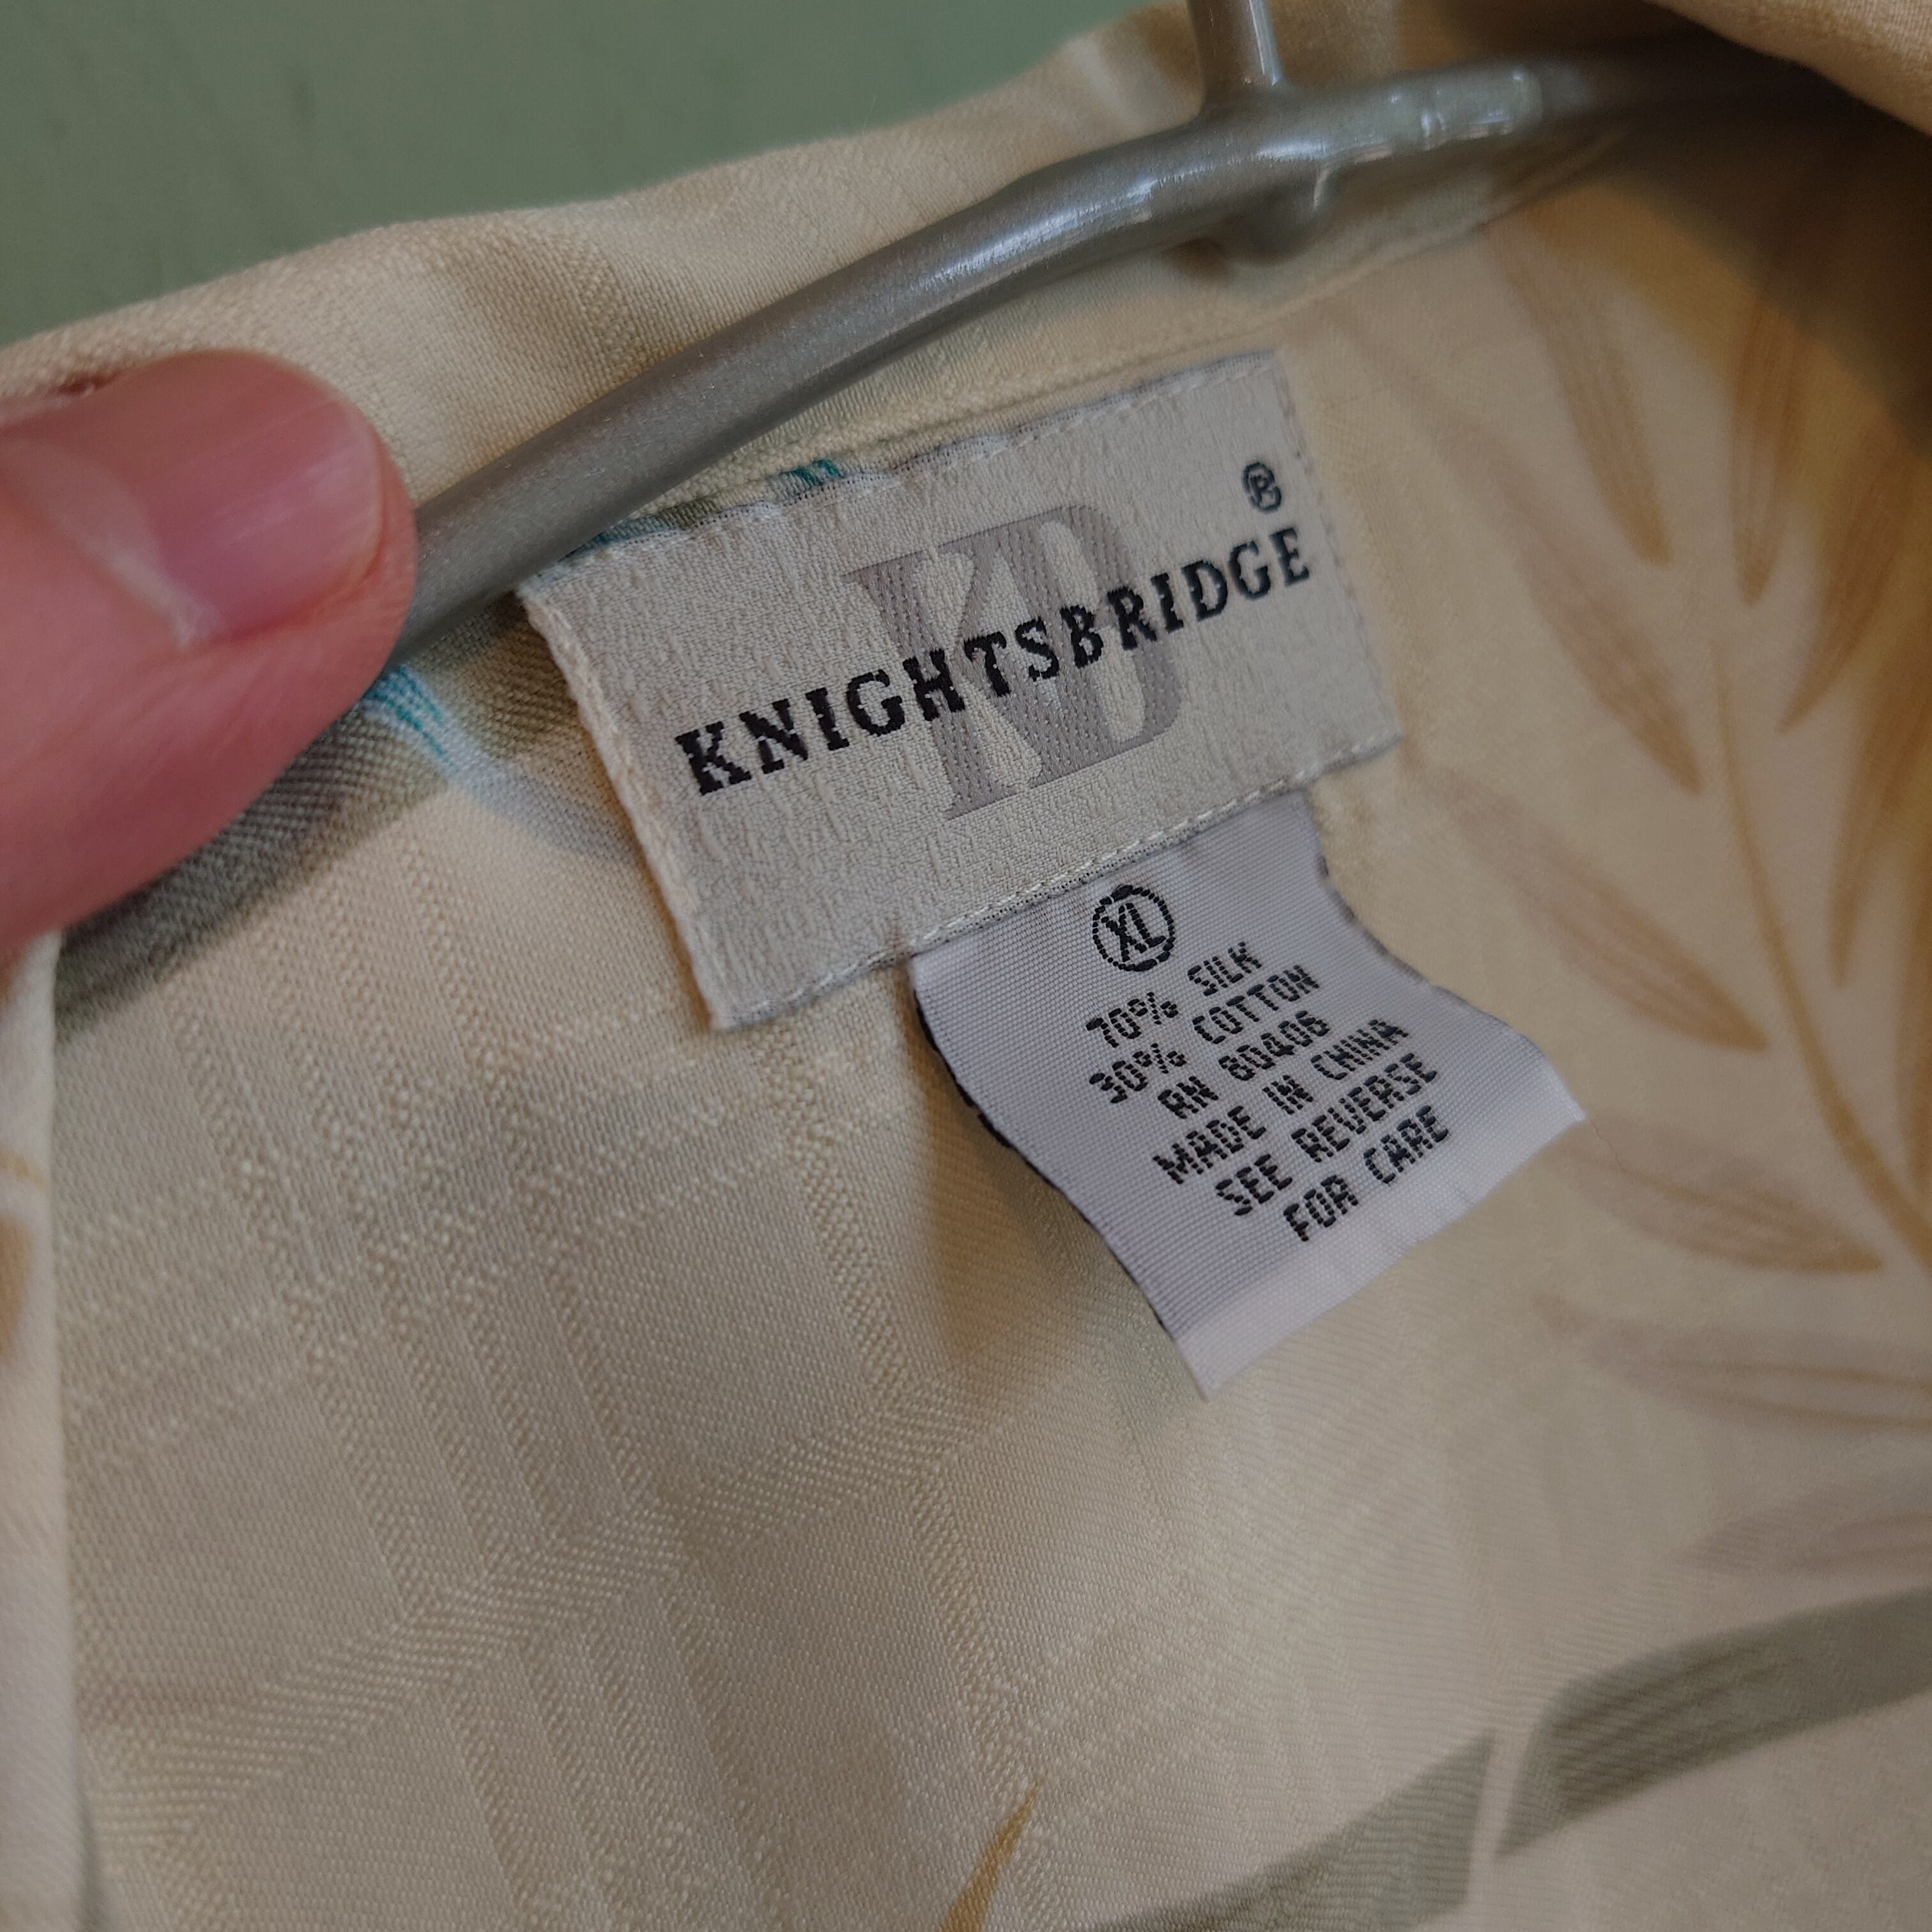 KD
®
KNIGHTSBRIDGE
XL
70% SILK
30% COTTON
RN 80406
MADE IN CHINA
SEE REVERSE
FOR CARE